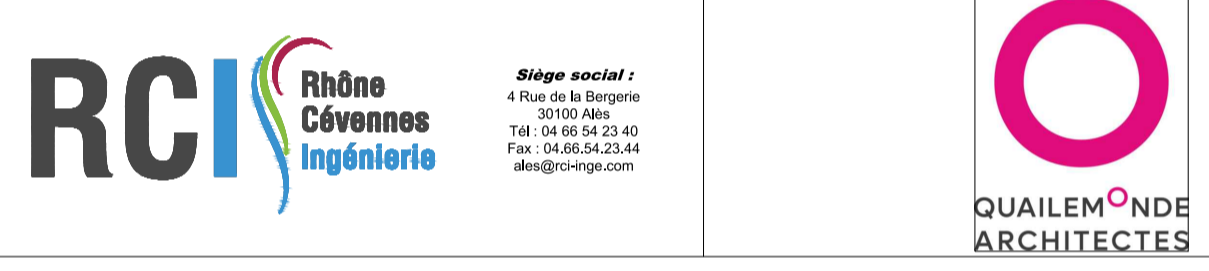 RCI
Rhône
Cévennes
Ingénierie
Siège social :
4 Rue de la Bergerie
30100 Alès
Tél : 04 66 54 23 40
Fax : 04.66.54.23.44
ales@rci-inge.com
QUAILEMONDE
ARCHITECTES